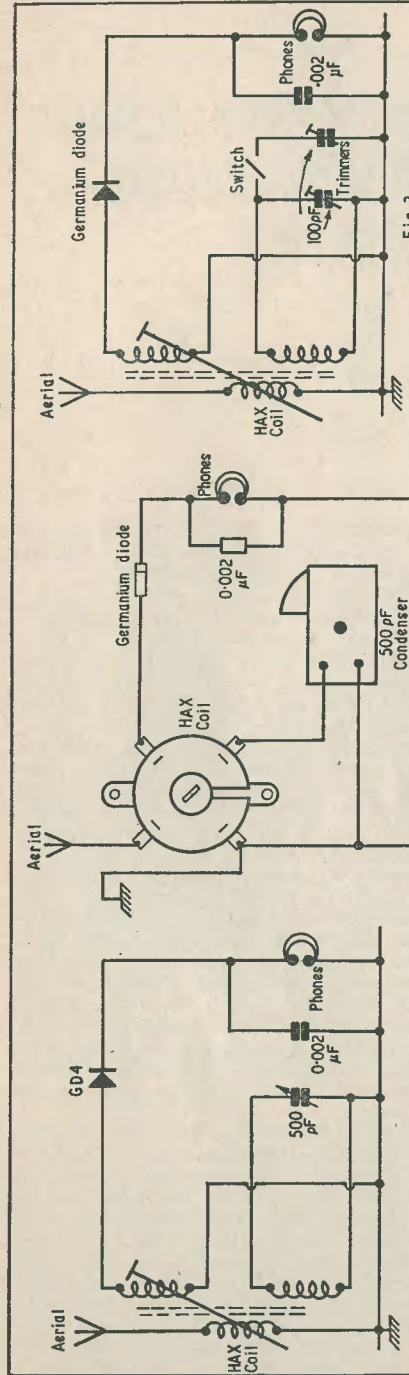 Aerial
GD4
HAX
Coil
500
pF
0·002
µF
Phones
Aerial
HAX
Coil
Germanium diode
0·002
µF
Phones
500 pF
Condenser
Aerial
Germanium diode
HAX
Coil
Switch
100pF
Trimmers
Phones
·002
µF
Fig.